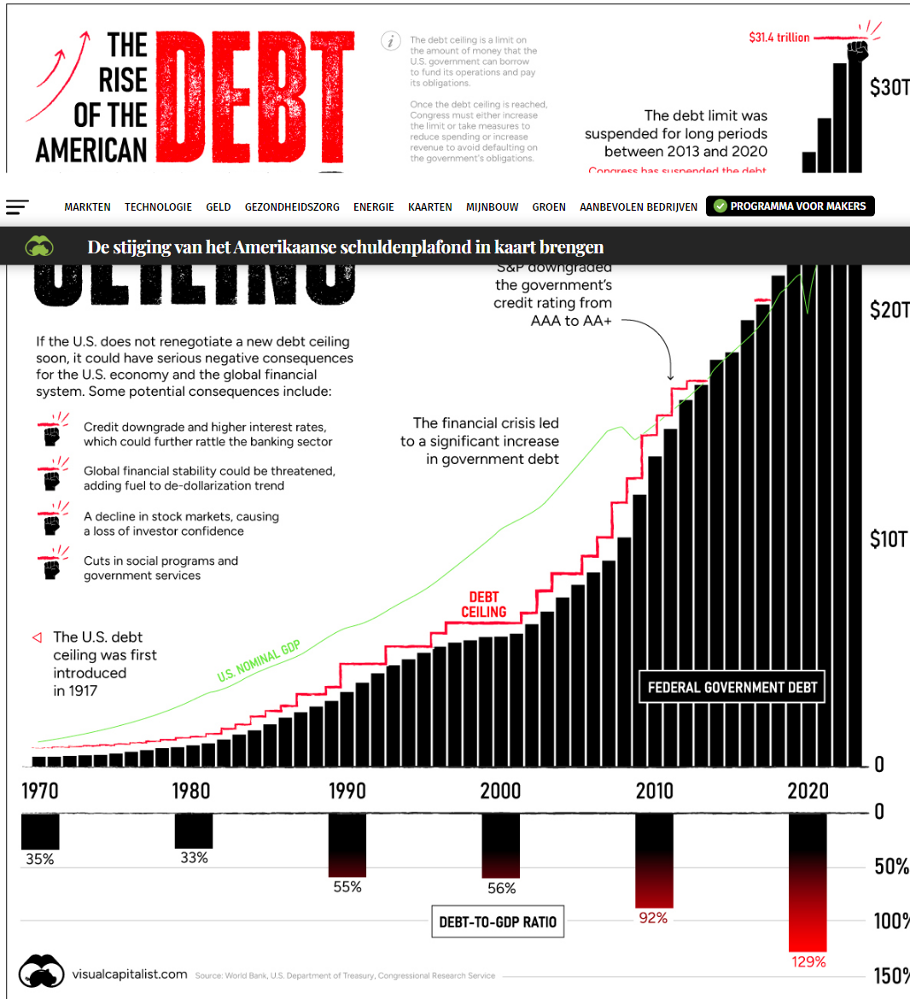 THE
RISE
OF THE
AMERICAN
DEBT
The debt ceiling is a limit on
the amount of money that the
U.S. government can borrow
to fund its operations and pay
its obligations.
Once the debt ceiling is reached,
Congress must either increase
the limit or take measures to
reduce spending or increase
revenue to avoid defaulting on
the government's obligations.
$31.4 trillion
$30T
The debt limit was
suspended for long periods
between 2013 and 2020
Congress has suspended the debt
MARKTEN TECHNOLOGIE GELD GEZONDHEIDSZORG ENERGIE KAARTEN MIJNBOUW GROEN AANBEVOLEN BEDRIJVEN PROGRAMMA VOOR MAKERS
De stijging van het Amerikaanse schuldenplafond in kaart brengen
CEILING
S&P downgraded
the government's
credit rating from
AAA to AA+
$20T
If the U.S. does not renegotiate a new debt ceiling
soon, it could have serious negative consequences
for the U.S. economy and the global financial
system. Some potential consequences include:
Credit downgrade and higher interest rates,
which could further rattle the banking sector
Global financial stability could be threatened,
adding fuel to de-dollarization trend
A decline in stock markets, causing
a loss of investor confidence
Cuts in social programs and
government services
The financial crisis led
to a significant increase
in government debt
$10T
DEBT
CEILING
The U.S. debt
ceiling was first
introduced
in 1917
U.S. NOMINAL GDP
FEDERAL GOVERNMENT DEBT
0
1970 1980 1990 2000 2010 2020
0
35%
33%
55%
56%
92%
129%
50%
100%
150%
DEBT-TO-GDP RATIO
visualcapitalist.com
Source: World Bank, U.S. Department of Treasury, Congressional Research Service